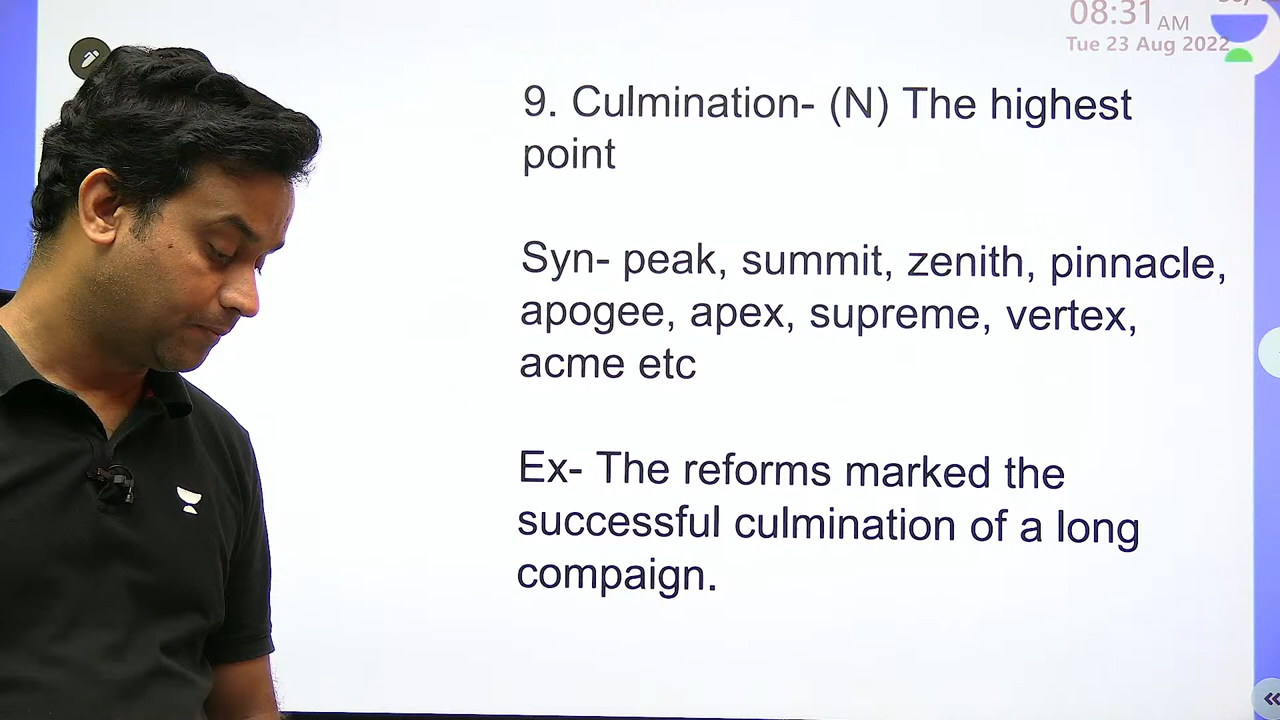 08:31 AM
Tue 23 Aug 2022
9. Culmination- (N) The highest
point
Syn- peak, summit, zenith, pinnacle,
apogee, apex, supreme, vertex,
acme etc
Ex- The reforms marked the
successful culmination of a long
compaign.